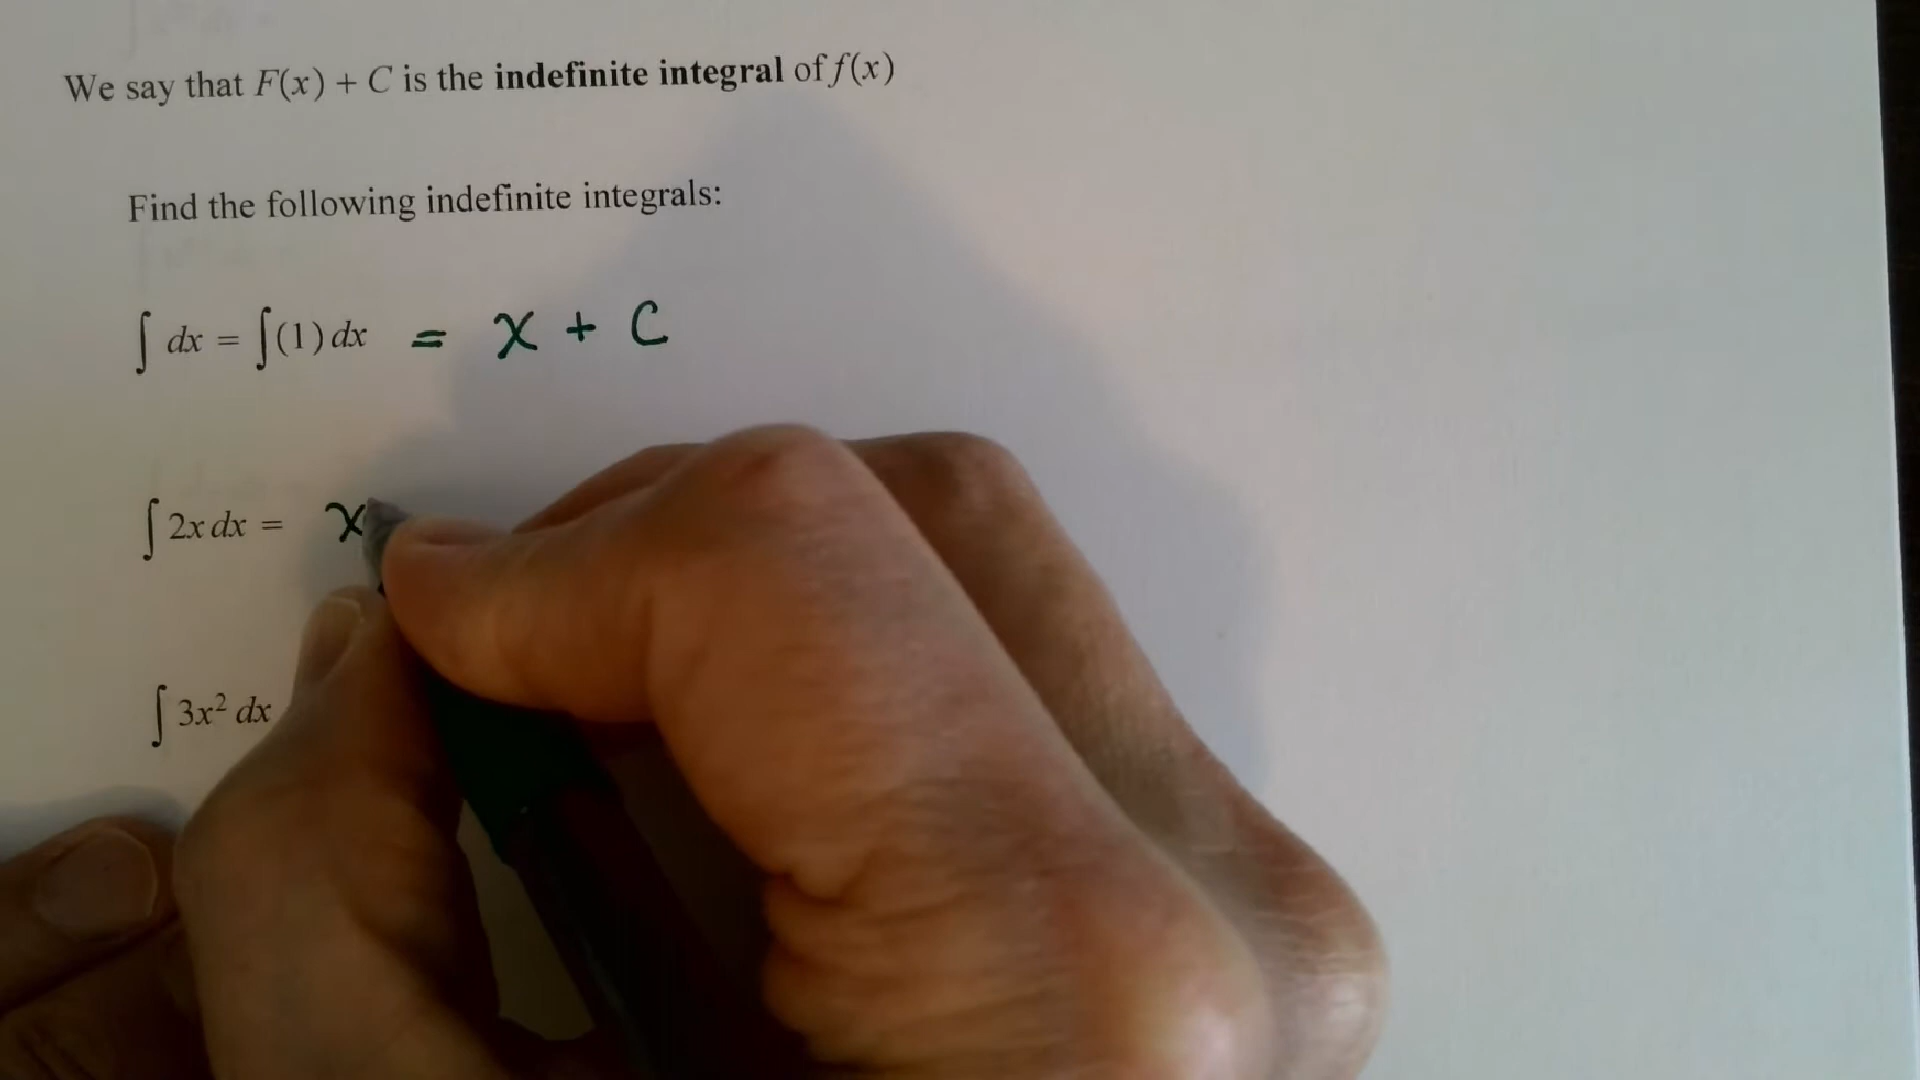 We say that F(x) + C is the indefinite integral of f(x)
Find the following indefinite integrals:
∫ dx = ∫(1) dx = x + C
∫ 2x dx = x
∫ 3x² dx